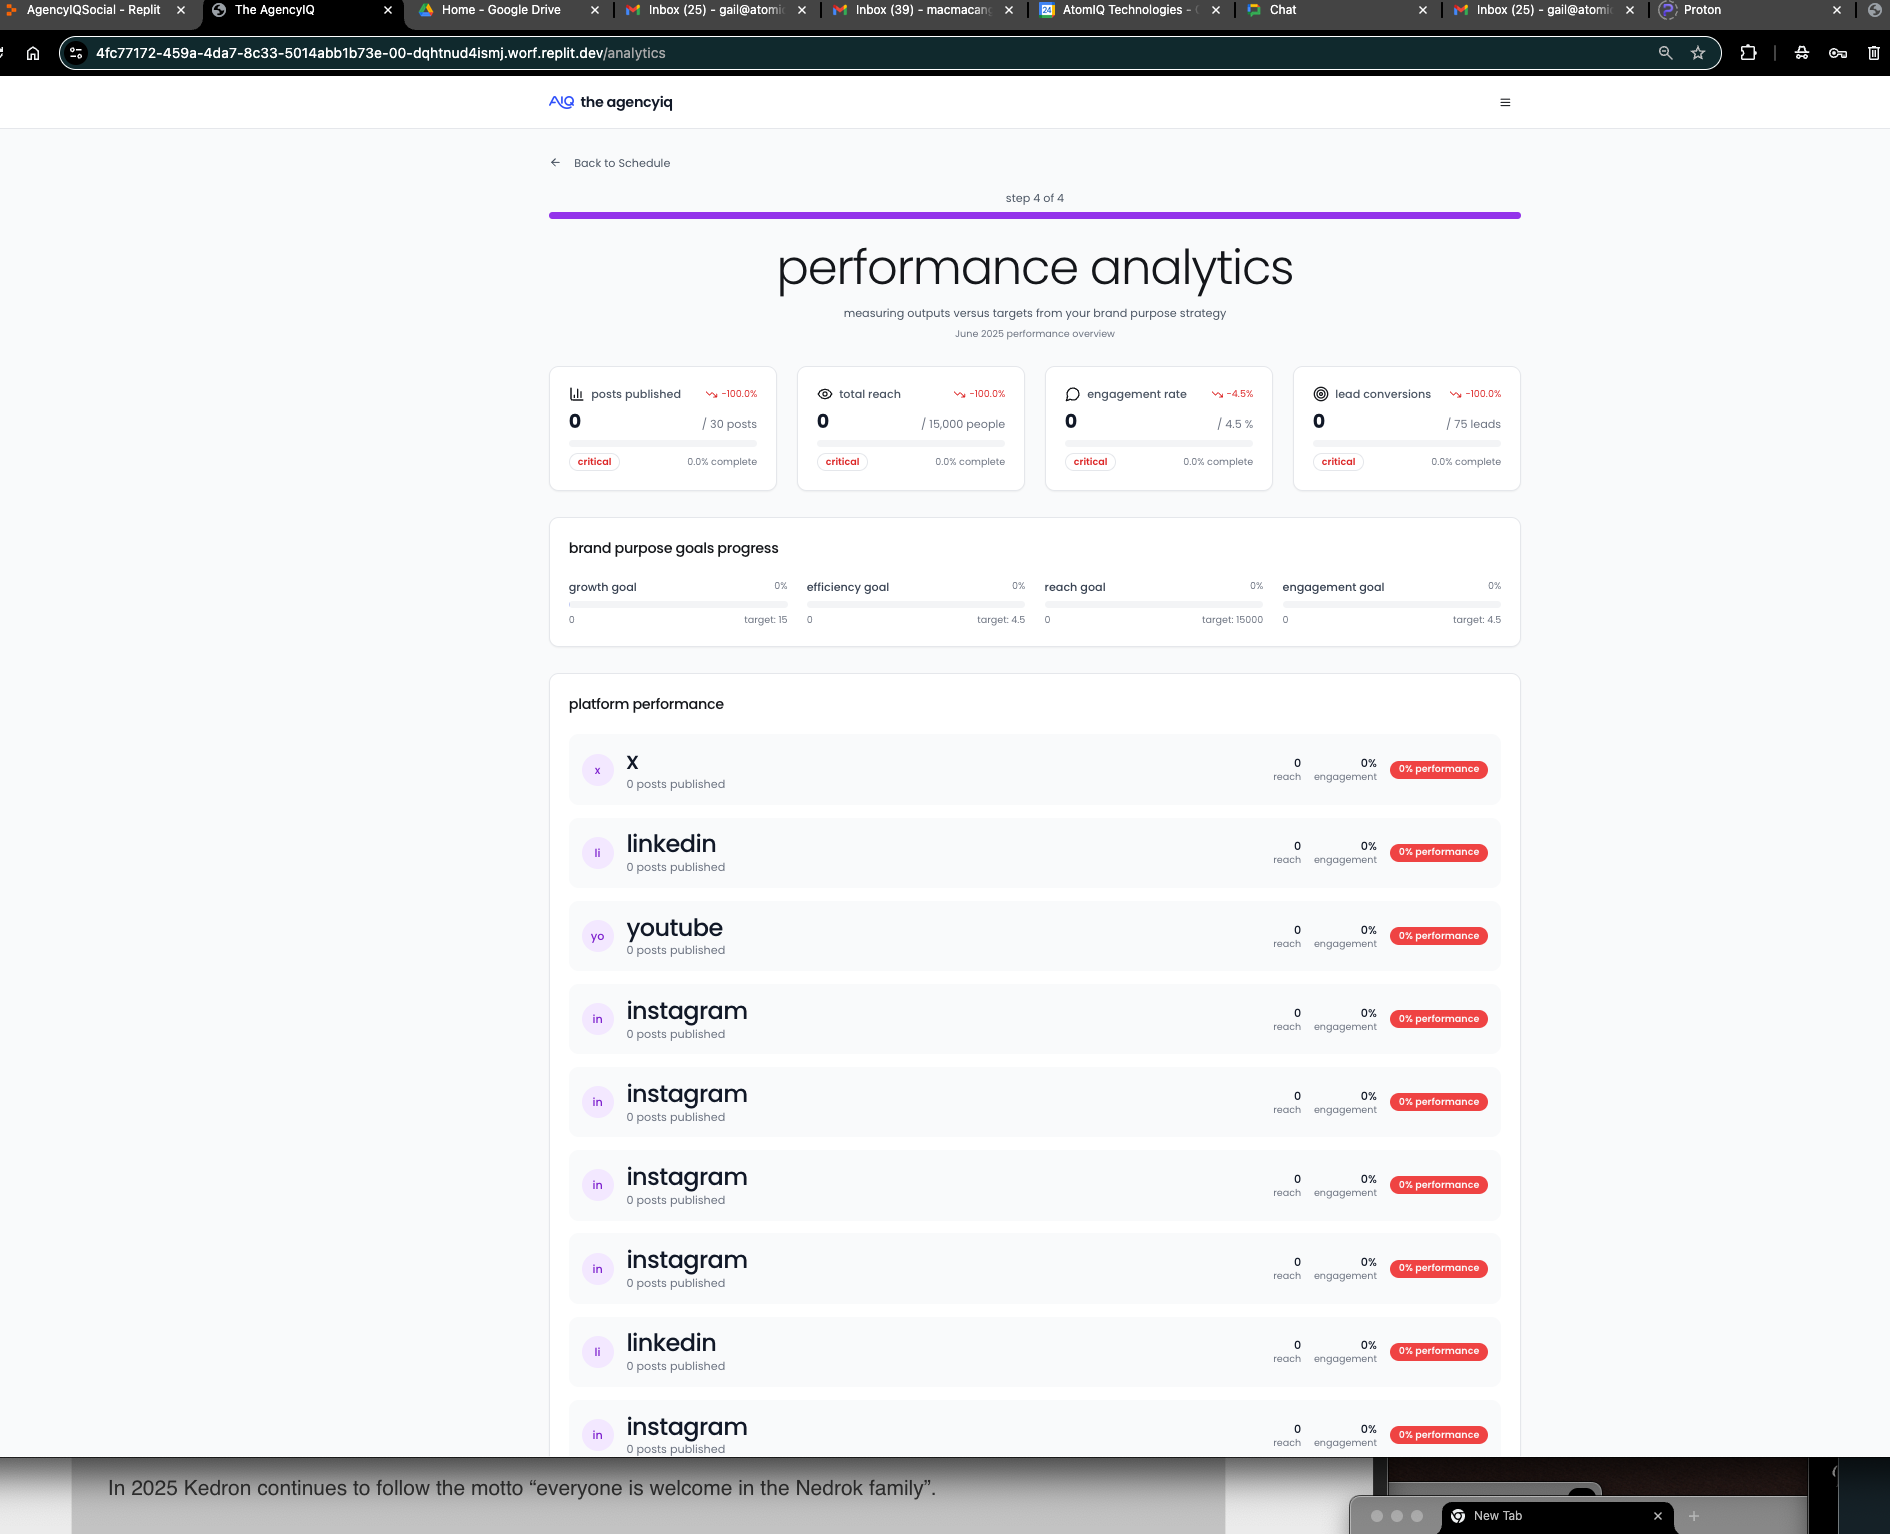 AgencyIQSocial - Replit
The AgencyIQ
Home - Google Drive
Inbox (25) - gail@atomic
Inbox (39) - macmacang
AtomIQ Technologies -
Chat
Inbox (25) - gail@atomic
Proton
4fc77172-459a-4da7-8c33-5014abb1b73e-00-dqhtnud4ismj.worf.replit.dev/analytics
AIQ the agencyiq
Back to Schedule
step 4 of 4
performance analytics
measuring outputs versus targets from your brand purpose strategy
June 2025 performance overview
posts published -100.0%
0 / 30 posts
critical 0.0% complete
total reach -100.0%
0 / 15,000 people
critical 0.0% complete
engagement rate -4.5%
0 / 4.5 %
critical 0.0% complete
lead conversions -100.0%
0 / 75 leads
critical 0.0% complete
brand purpose goals progress
growth goal 0%
0 target: 15
efficiency goal 0%
0 target: 4.5
reach goal 0%
0 target: 15000
engagement goal 0%
0 target: 4.5
platform performance
x x 0 0% 0% performance
0 posts published reach engagement
li linkedin 0 0% 0% performance
0 posts published reach engagement
yo youtube 0 0% 0% performance
0 posts published reach engagement
in instagram 0 0% 0% performance
0 posts published reach engagement
in instagram 0 0% 0% performance
0 posts published reach engagement
in instagram 0 0% 0% performance
0 posts published reach engagement
in instagram 0 0% 0% performance
0 posts published reach engagement
li linkedin 0 0% 0% performance
0 posts published reach engagement
in instagram 0 0% 0% performance
0 posts published reach engagement
In 2025 Kedron continues to follow the motto “everyone is welcome in the Nedrok family”.
New Tab